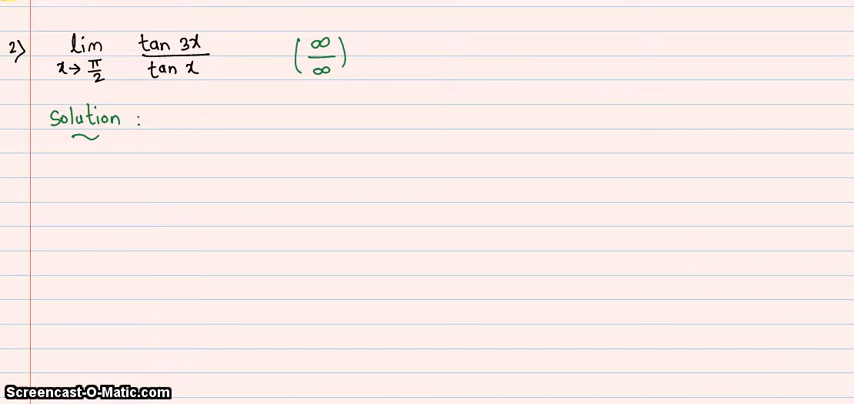 2) lim x→π/2 tan 3x / tan x (∞/∞)
Solution :
Screencast-O-Matic.com